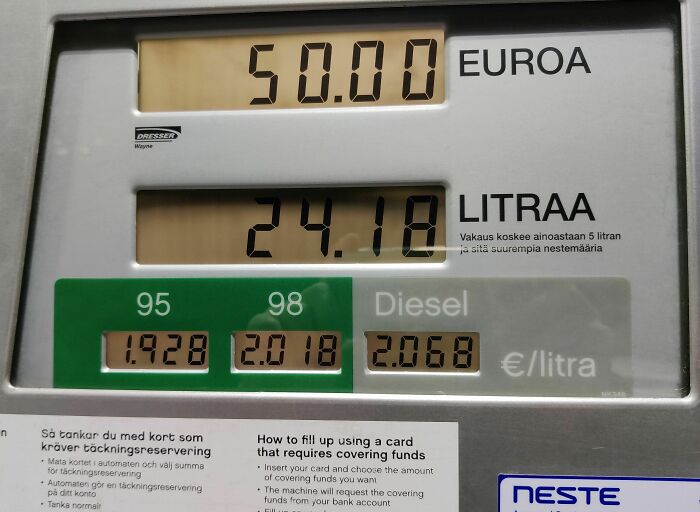 50.00 EUROA
DRESSER
Wayne
24.18 LITRAA
Vakaus koskee ainoastaan 5 litran
ja sitä suurempia nestemääriä
95 98 Diesel
1.928 2.018 2.068 €/litra
Så tankar du med kort som
kräver täckningsreservering
• Mata kortet i automaten och välj summa
för täckningsreservering
• Automaten gör en täckningsreservering
på ditt konto
• Tanka normalt
How to fill up using a card
that requires covering funds
• Insert your card and choose the amount
of covering funds you want
• The machine will request the covering
funds from your bank account
NESTE